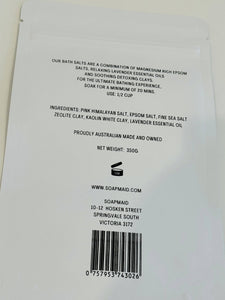 OUR BATH SALTS ARE A COMBINATION OF MAGNESIUM RICH EPSOM
SALTS, RELAXING LAVENDER ESSENTIAL OILS
AND SOOTHING DETOXING CLAYS.
FOR THE ULTIMATE BATHING EXPERIENCE,
SOAK FOR A MINIMUM OF 20 MINS.
USE: 1/2 CUP
INGREDIENTS: PINK HIMALAYAN SALT, EPSOM SALT, FINE SEA SALT
ZEOLITE CLAY, KAOLIN WHITE CLAY, LAVENDER ESSENTIAL OIL
PROUDLY AUSTRALIAN MADE AND OWNED
NET WEIGHT: 350G
WWW.SOAPMAID.COM
SOAPMAID
10-12 HOSKEN STREET
SPRINGVALE SOUTH
VICTORIA 3172
0 757953 743026